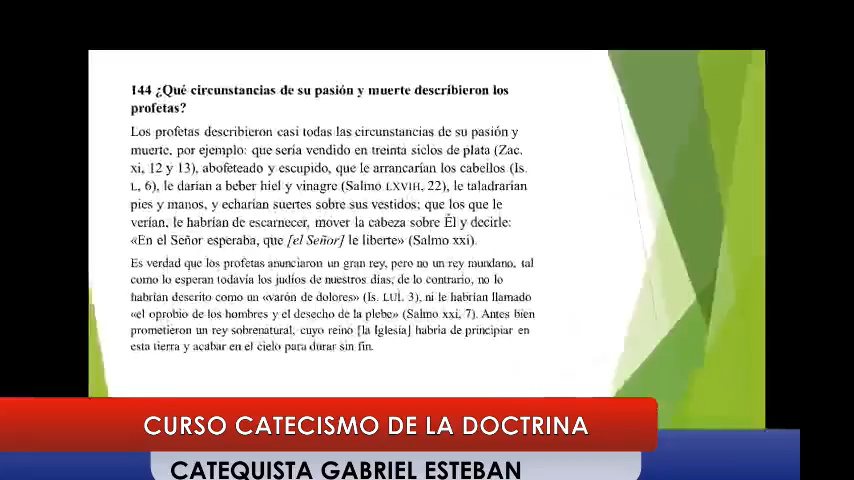 144 ¿Qué circunstancias de su pasión y muerte describieron los
profetas?
Los profetas describieron casi todas las circunstancias de su pasión y
muerte, por ejemplo: que sería vendido en treinta siclos de plata (Zac.
xi, 12 y 13), abofeteado y escupido, que le arrancarían los cabellos (Is.
L, 6), le darían a beber hiel y vinagre (Salmo LXVIII, 22), le taladrarían
pies y manos, y echarían suertes sobre sus vestidos; que los que le
verían, le habrían de escarnecer, mover la cabeza sobre Él y decirle:
«En el Señor esperaba, que [el Señor] le liberte» (Salmo xxi).
Es verdad que los profetas anunciaron un gran rey, pero no un rey mundano, tal
como lo esperan todavía los judíos de nuestros días; de lo contrario, no lo
habrían descrito como un «varón de dolores» (Is. LUI. 3), ni le habrían llamado
«el oprobio de los hombres y el desecho de la plebe» (Salmo xxi, 7). Antes bien
prometieron un rey sobrenatural, cuyo reino [la Iglesia] habría de principiar en
esta tierra y acabar en el cielo para durar sin fin.
CURSO CATECISMO DE LA DOCTRINA
CATEQUISTA GABRIEL ESTEBAN